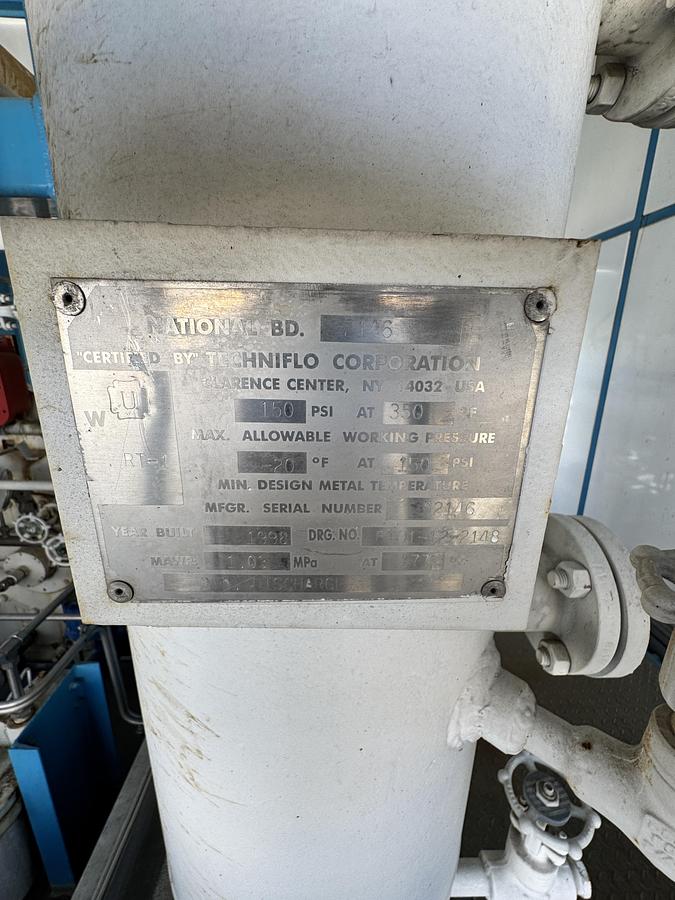 NATIONAL BD.
"CERTIFIED BY" TECHNIFLO CORPORATION
CLARENCE CENTER, NY 14032 USA
U
W
150 PSI AT 350 °F
MAX. ALLOWABLE WORKING PRESSURE
RT-1
-20 °F AT 150 PSI
MIN. DESIGN METAL TEMPERATURE
MFGR. SERIAL NUMBER
YEAR BUILT 1998 DRG. NO.
MAWP MPa AT
DISCHARGE